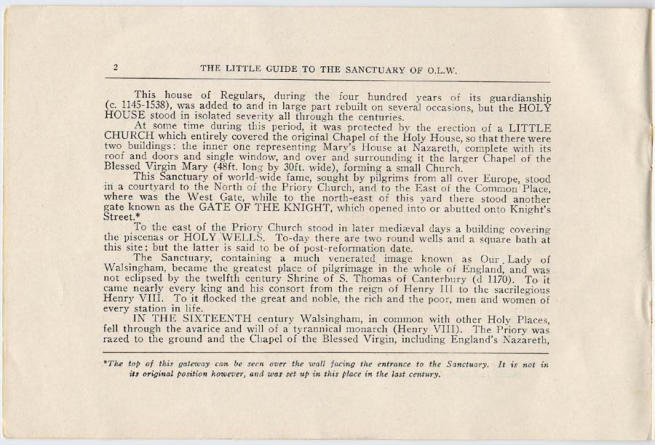 2 THE LITTLE GUIDE TO THE SANCTUARY OF O.L.W.
This house of Regulars, during the four hundred years of its guardianship
(c. 1145-1538), was added to and in large part rebuilt on several occasions, but the HOLY
HOUSE stood in isolated severity all through the centuries.
At some time during this period, it was protected by the erection of a LITTLE
CHURCH which entirely covered the original Chapel of the Holy House, so that there were
two buildings: the inner one representing Mary's House at Nazareth, complete with its
roof and doors and single window, and over and surrounding it the larger Chapel of the
Blessed Virgin Mary (48ft. long by 30ft. wide), forming a small Church.
This Sanctuary of world-wide fame, sought by pilgrims from all over Europe, stood
in a courtyard to the North of the Priory Church, and to the East of the Common Place,
where was the West Gate, while to the north-east of this yard there stood another
gate known as the GATE OF THE KNIGHT, which opened into or abutted onto Knight's
Street.*
To the east of the Priory Church stood in later mediæval days a building covering
the piscenas or HOLY WELLS. To-day there are two round wells and a square bath at
this site; but the latter is said to be of post-reformation date.
The Sanctuary, containing a much venerated image known as Our Lady of
Walsingham, became the greatest place of pilgrimage in the whole of England, and was
not eclipsed by the twelfth century Shrine of S. Thomas of Canterbury (d 1170). To it
came nearly every king and his consort from the reign of Henry III to the sacrilegious
Henry VIII. To it flocked the great and noble, the rich and the poor, men and women of
every station in life.
IN THE SIXTEENTH century Walsingham, in common with other Holy Places,
fell through the avarice and will of a tyrannical monarch (Henry VIII). The Priory was
razed to the ground and the Chapel of the Blessed Virgin, including England's Nazareth,
*The top of this gateway can be seen over the wall facing the entrance to the Sanctuary. It is not in
its original position however, and was set up in this place in the last century.